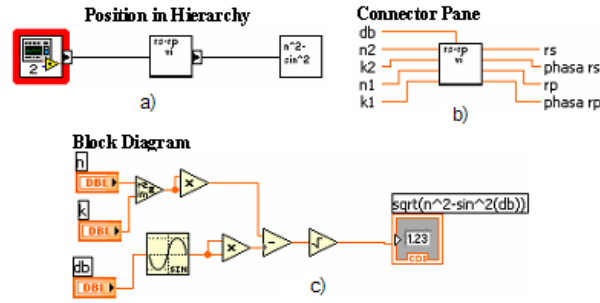 Position in Hierarchy
2
rs-rp
vi
n^2-
sin^2
a)
Connector Pane
db
n2
k2
n1
k1
rs-rp
vi
rs
phasa rs
rp
phasa rp
b)
Block Diagram
n
DBL
k
DBL
db
DBL
re
im
x
SIN
x
-
√
sqrt(n^2-sin^2(db))
1.23
c)